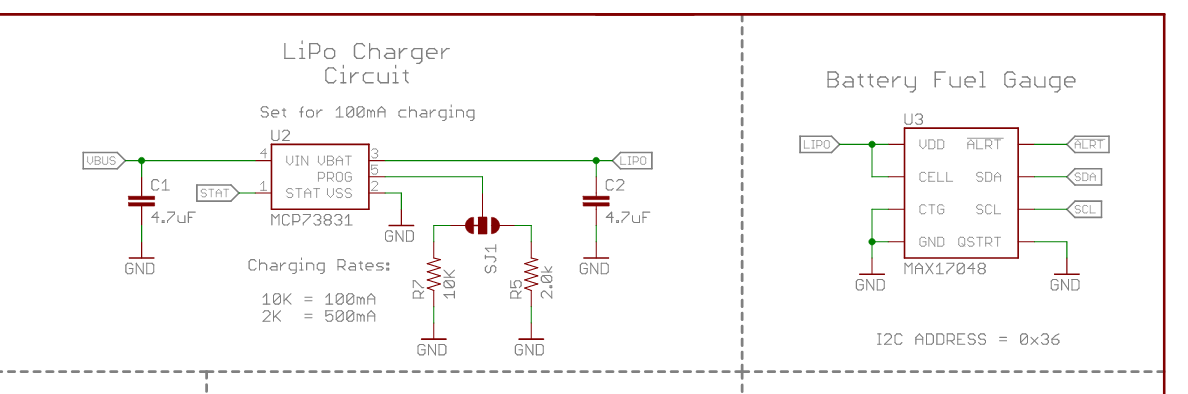 LiPo Charger
Circuit
Set for 100mA charging
U2
VBUS
4
VIN VBAT
3
LIPO
PROG
5
STAT
1
STAT VSS
2
MCP73831
C1
4.7uF
GND
GND
C2
4.7uF
GND
SJ1
R7
10K
R5
2.0k
GND
GND
Charging Rates:
10K = 100mA
2K = 500mA
Battery Fuel Gauge
U3
LIPO
VDD
ALRT
ALRT
CELL
SDA
SDA
CTG
SCL
SCL
GND
QSTRT
MAX17048
GND
GND
I2C ADDRESS = 0x36